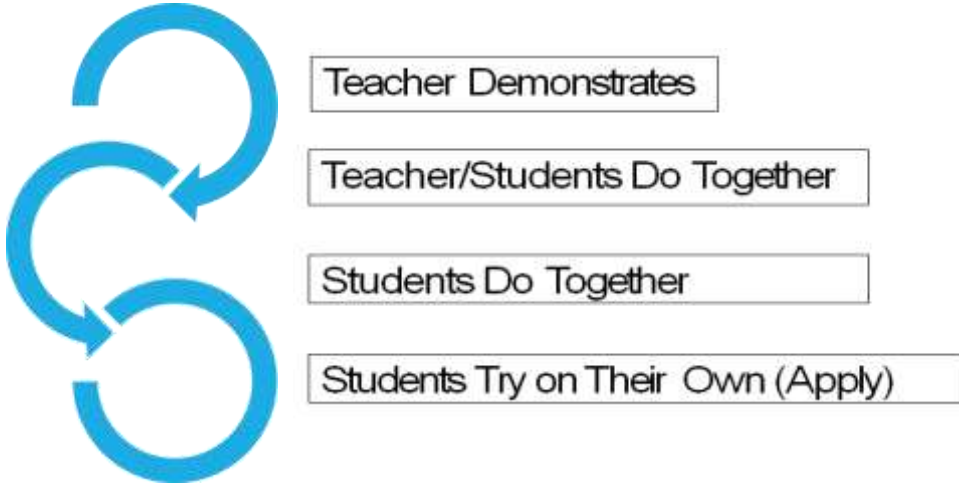 Teacher Demonstrates
Teacher/Students Do Together
Students Do Together
Students Try on Their Own (Apply)